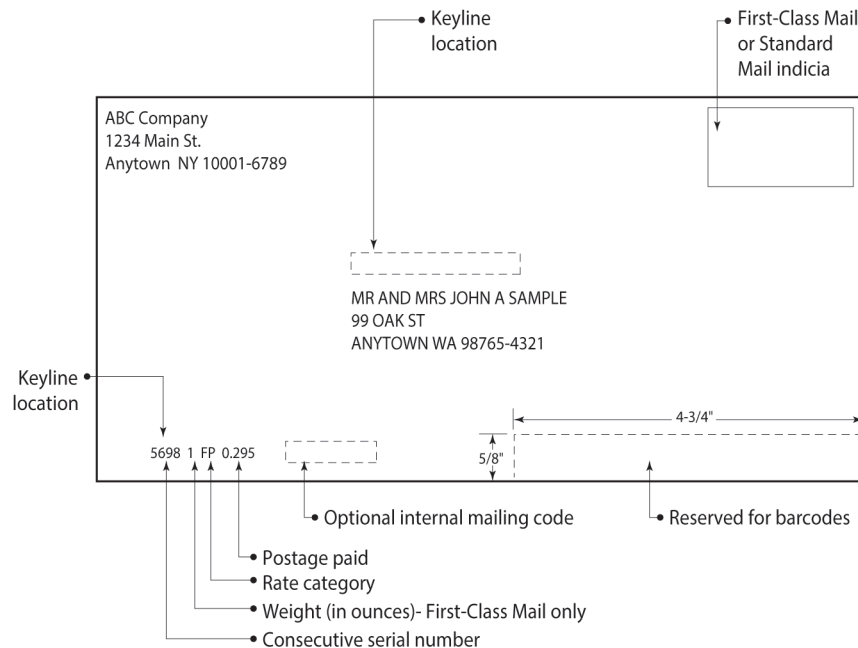 Keyline
location
First-Class Mail
or Standard
Mail indicia
ABC Company
1234 Main St.
Anytown NY 10001-6789
MR AND MRS JOHN A SAMPLE
99 OAK ST
ANYTOWN WA 98765-4321
Keyline
location
4-3/4"
5698 1 FP 0.295
5/8"
Optional internal mailing code
Reserved for barcodes
Postage paid
Rate category
Weight (in ounces)- First-Class Mail only
Consecutive serial number